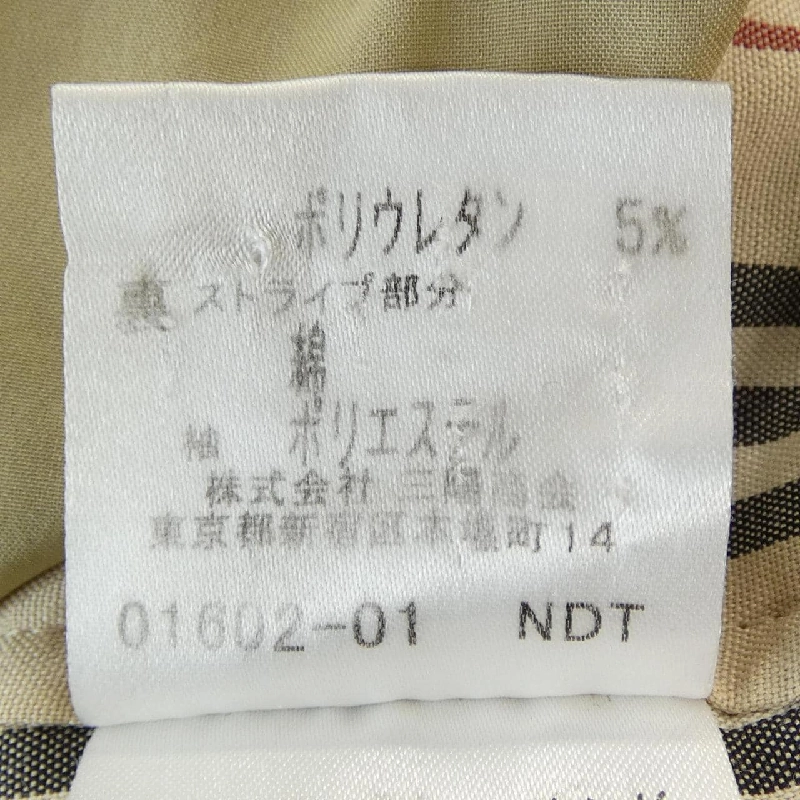 ポリウレタン 5%
裏 ストライプ部分
綿
袖 ポリエステル
株式会社 三陽商会
東京都新宿区本塩町14
01602-01 NDT